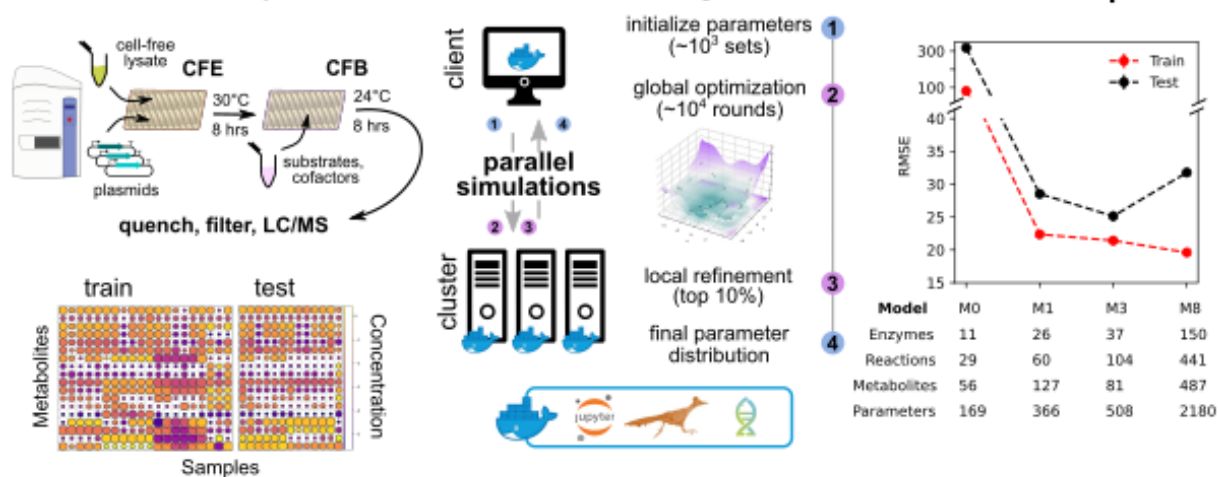 cell-free
lysate
CFE
CFB
30°C
8 hrs
24°C
8 hrs
plasmids
substrates,
cofactors
quench, filter, LC/MS
train
test
Metabolites
Concentration
Samples
client
1
4
parallel
simulations
2
3
cluster
initialize parameters
(~10³ sets)
1
global optimization
(~10⁴ rounds)
2
local refinement
(top 10%)
3
final parameter
distribution
4
jupyter
300
100
40
35
30
25
20
15
RMSE
Train
Test
Model M0 M1 M3 M8
Enzymes 11 26 37 150
Reactions 29 60 104 441
Metabolites 56 127 81 487
Parameters 169 366 508 2180